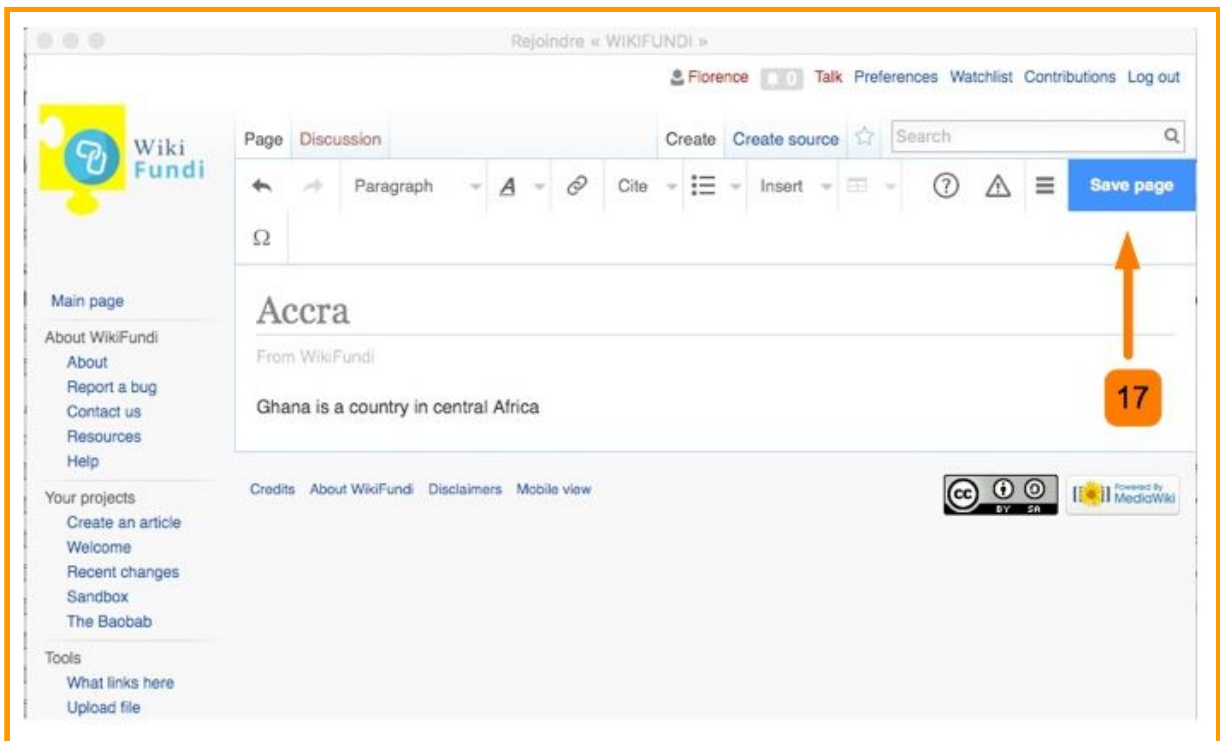 Rejoindre « WIKIFUNDI »
Florence 0 Talk Preferences Watchlist Contributions Log out
Wiki
Fundi
Page Discussion Create Create source Search
Paragraph A Cite Insert Save page
Ω
Main page
Accra
About WikiFundi
From WikiFundi
About
Report a bug
17
Contact us
Ghana is a country in central Africa
Resources
Help
Credits About WikiFundi Disclaimers Mobile view
cc BY SA
Powered By
MediaWiki
Your projects
Create an article
Welcome
Recent changes
Sandbox
The Baobab
Tools
What links here
Upload file